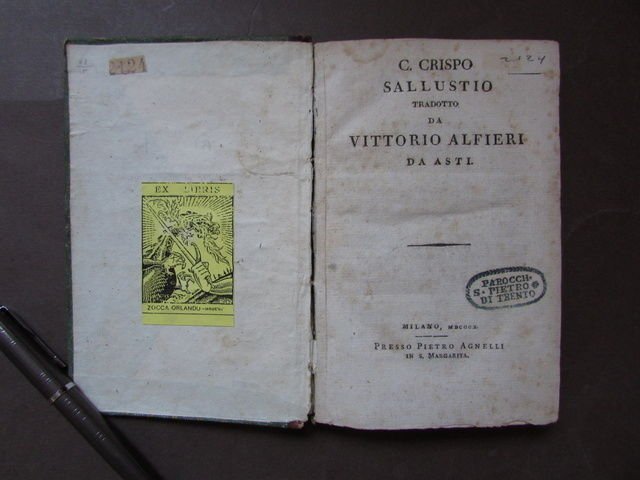 2124
EX LIBRIS
ZOCCA ORLANDO
2124
C. CRISPO
SALLUSTIO
TRADOTTO
DA
VITTORIO ALFIERI
DA ASTI.
PAROCCH.
S. PIETRO
DI TRENTO
MILANO, MDCCCX.
PRESSO PIETRO AGNELLI
IN S. MARGARITA.